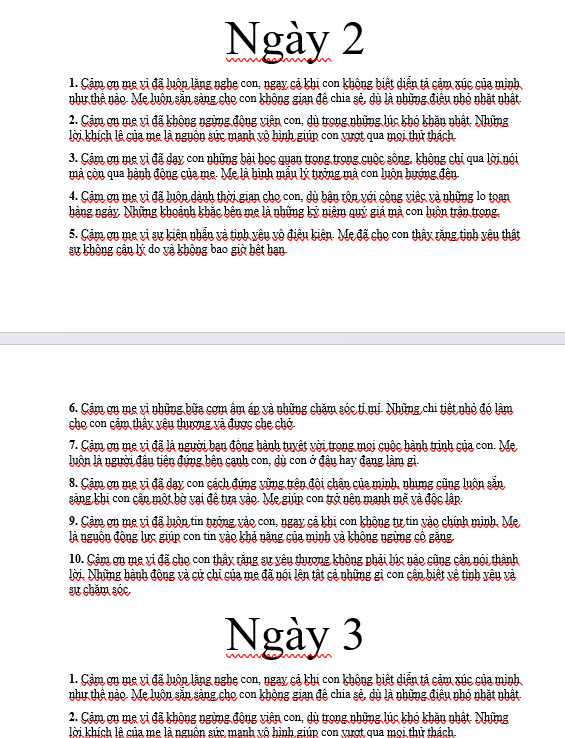 Ngày 2
1. Cảm ơn mẹ vì đã luôn lắng nghe con, ngay cả khi con không biết diễn tả cảm xúc của mình
như thế nào. Mẹ luôn sẵn sàng cho con không gian để chia sẻ, dù là những điều nhỏ nhặt nhất.
2. Cảm ơn mẹ vì đã không ngừng động viên con, dù trong những lúc khó khăn nhất. Những
lời khích lệ của mẹ là nguồn sức mạnh vô hình giúp con vượt qua mọi thử thách.
3. Cảm ơn mẹ vì đã dạy con những bài học quan trọng trong cuộc sống, không chỉ qua lời nói
mà còn qua hành động của mẹ. Mẹ là hình mẫu lý tưởng mà con luôn hướng đến.
4. Cảm ơn mẹ vì đã luôn dành thời gian cho con, dù bận rộn với công việc và những lo toan
hàng ngày. Những khoảnh khắc bên mẹ là những kỷ niệm quý giá mà con luôn trân trọng.
5. Cảm ơn mẹ vì sự kiên nhẫn và tình yêu vô điều kiện. Mẹ đã cho con thấy rằng tình yêu thật
sự không cần lý do và không bao giờ hết hạn.
6. Cảm ơn mẹ vì những bữa cơm ấm áp và những chăm sóc tỉ mỉ. Những chi tiết nhỏ đó làm
cho con cảm thấy yêu thương và được che chở.
7. Cảm ơn mẹ vì đã là người bạn đồng hành tuyệt vời trong mọi cuộc hành trình của con. Mẹ
luôn là người đầu tiên đứng bên cạnh con, dù con ở đâu hay đang làm gì.
8. Cảm ơn mẹ vì đã dạy con cách đứng vững trên đôi chân của mình, nhưng cũng luôn sẵn
sàng khi con cần một bờ vai để tựa vào. Mẹ giúp con trở nên mạnh mẽ và độc lập.
9. Cảm ơn mẹ vì đã luôn tin tưởng vào con, ngay cả khi con không tự tin vào chính mình. Mẹ
là nguồn động lực giúp con tin vào khả năng của mình và không ngừng cố gắng.
10. Cảm ơn mẹ vì đã cho con thấy rằng sự yêu thương không phải lúc nào cũng cần nói thành
lời. Những hành động và cử chỉ của mẹ đã nói lên tất cả những gì con cần biết về tình yêu và
sự chăm sóc.
Ngày 3
1. Cảm ơn mẹ vì đã luôn lắng nghe con, ngay cả khi con không biết diễn tả cảm xúc của mình
như thế nào. Mẹ luôn sẵn sàng cho con không gian để chia sẻ, dù là những điều nhỏ nhặt nhất.
2. Cảm ơn mẹ vì đã không ngừng động viên con, dù trong những lúc khó khăn nhất. Những
lời khích lệ của mẹ là nguồn sức mạnh vô hình giúp con vượt qua mọi thử thách.